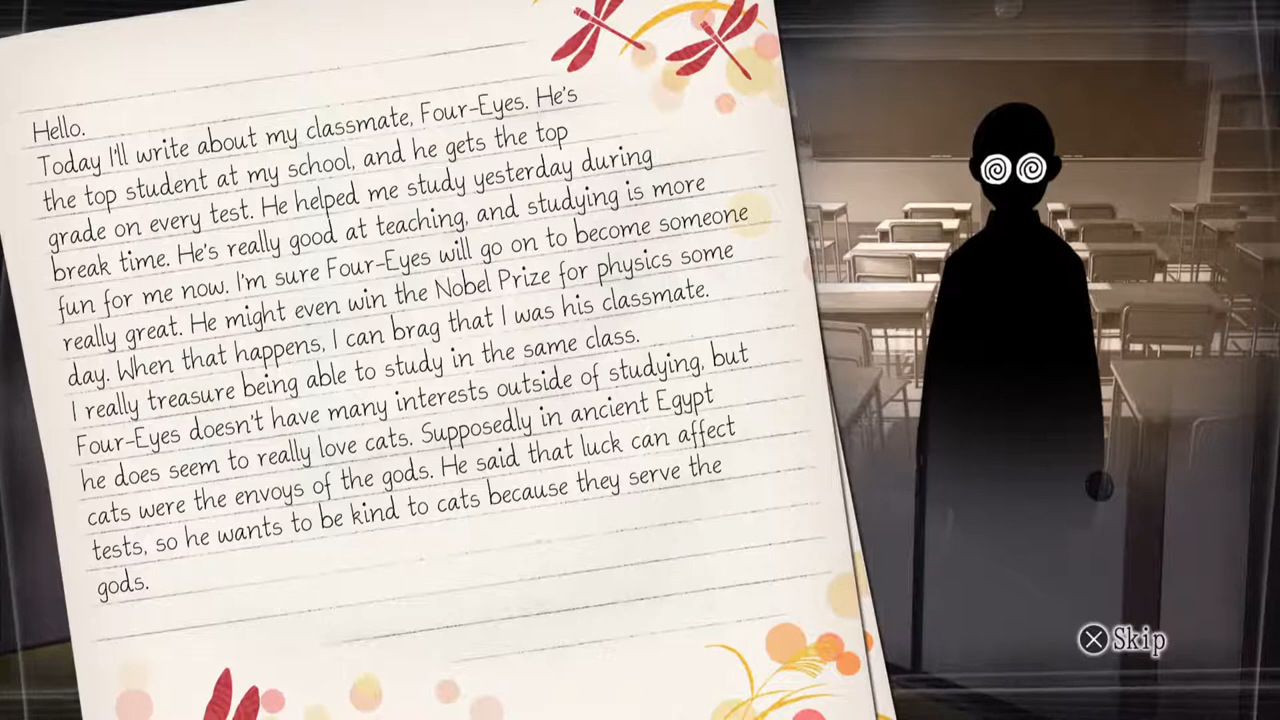 Hello.
Today I'll write about my classmate, Four-Eyes. He's
the top student at my school, and he gets the top
grade on every test. He helped me study yesterday during
break time. He's really good at teaching, and studying is more
fun for me now. I'm sure Four-Eyes will go on to become someone
really great. He might even win the Nobel Prize for physics some
day. When that happens, I can brag that I was his classmate.
I really treasure being able to study in the same class.
Four-Eyes doesn't have many interests outside of studying, but
he does seem to really love cats. Supposedly in ancient Egypt
cats were the envoys of the gods. He said that luck can affect
tests, so he wants to be kind to cats because they serve the
gods.
Skip